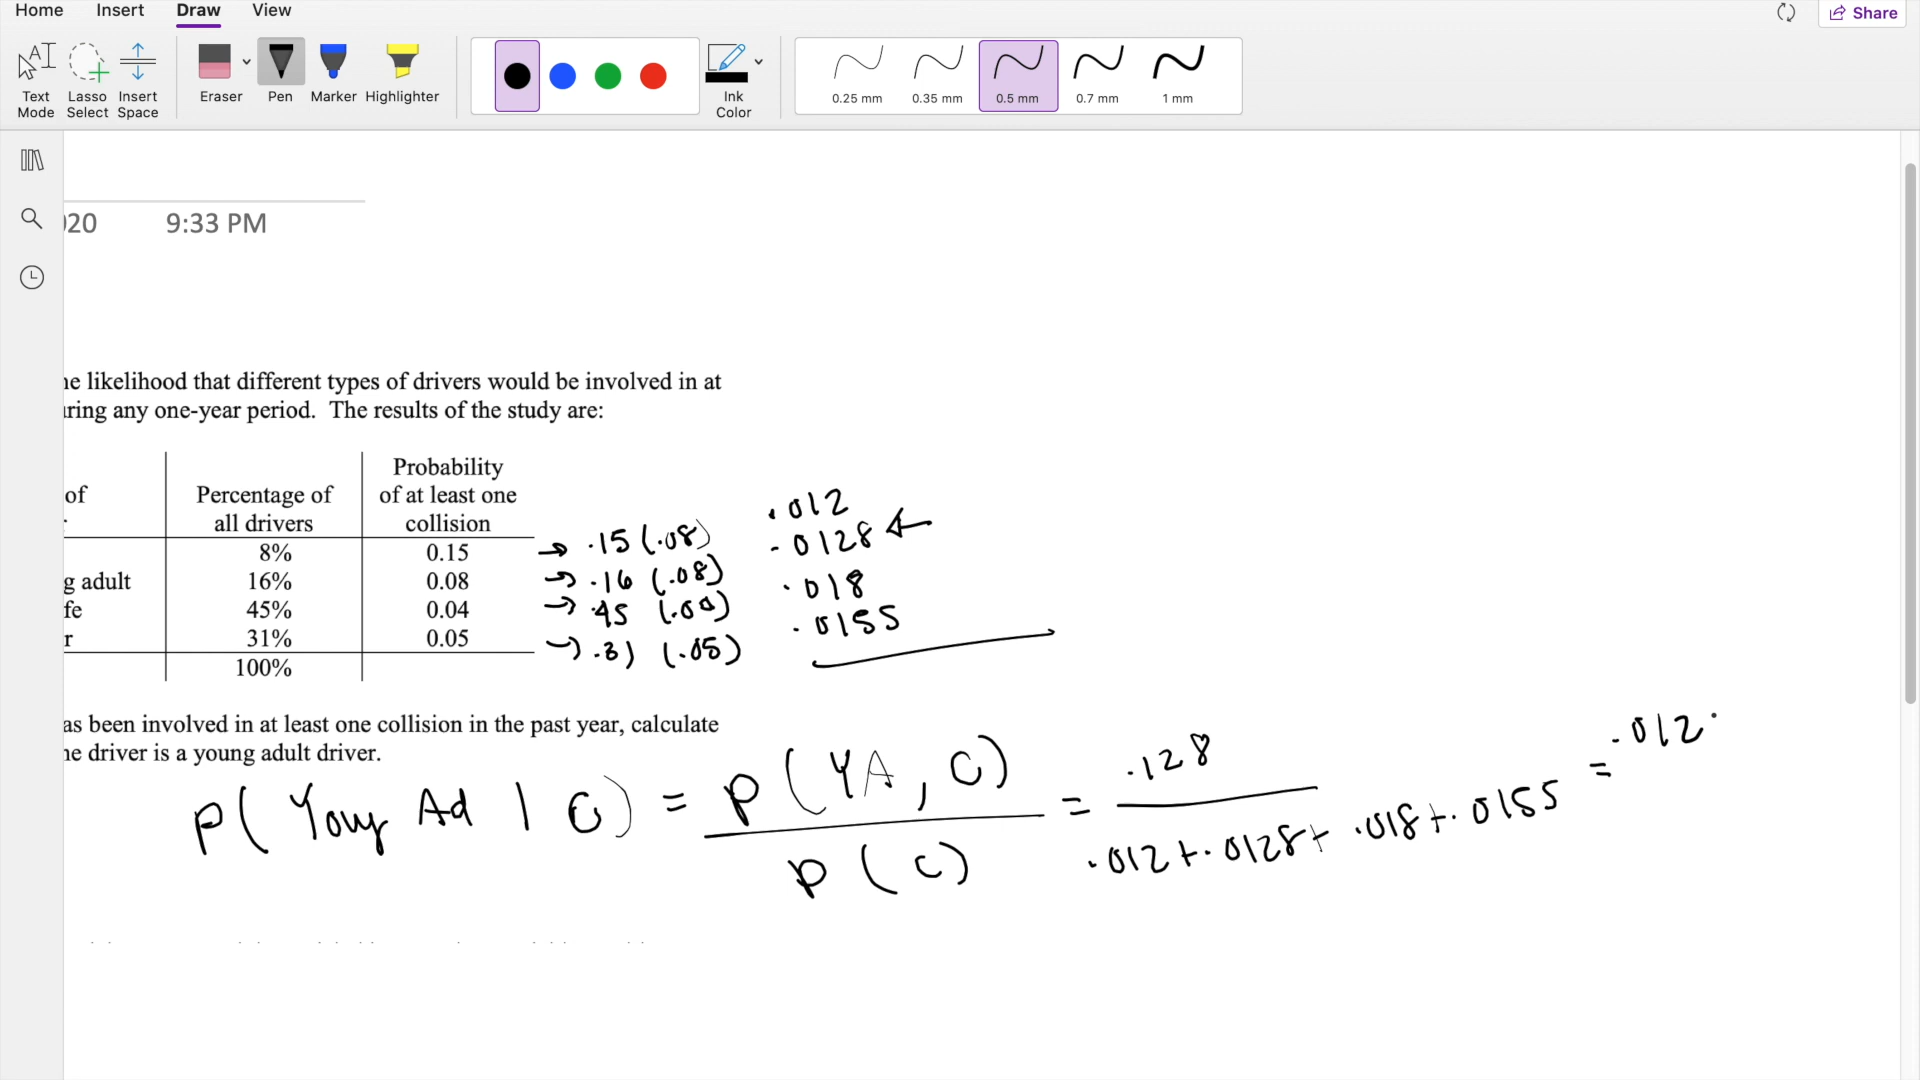 Home Insert Draw View
Share
Text Mode
Lasso Select
Insert Space
Eraser
Pen
Marker
Highlighter
Ink Color
0.25 mm
0.35 mm
0.5 mm
0.7 mm
1 mm
020 9:33 PM
he likelihood that different types of drivers would be involved in at
uring any one-year period. The results of the study are:
of
Percentage of all drivers
Probability of at least one collision
8% 0.15 → .15 (.08) .012
g adult 16% 0.08 → .16 (.08) .0128 ←
fe 45% 0.04 → .45 (.04) .018
r 31% 0.05 → .31 (.05) .0155
100%
as been involved in at least one collision in the past year, calculate
he driver is a young adult driver.
P( Young Ad | C) = P(YA, C) / P(C) = .128 / .012 + .0128 + .018 + .0155 = .012.